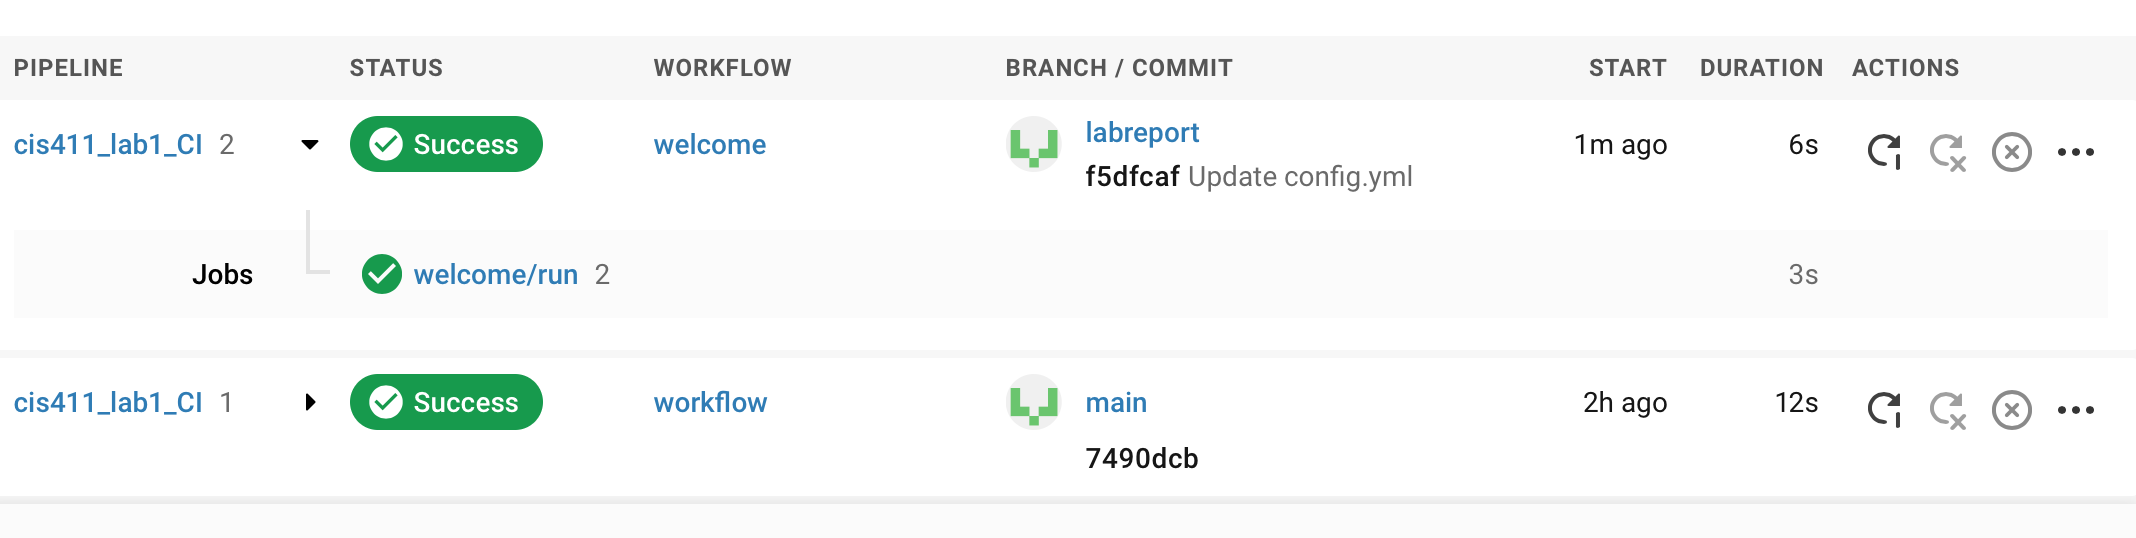 PIPELINE STATUS WORKFLOW BRANCH / COMMIT START DURATION ACTIONS
cis411_lab1_CI 2 Success welcome labreport 1m ago 6s
f5dfcaf Update config.yml
Jobs welcome/run 2 3s
cis411_lab1_CI 1 Success workflow main 2h ago 12s
7490dcb